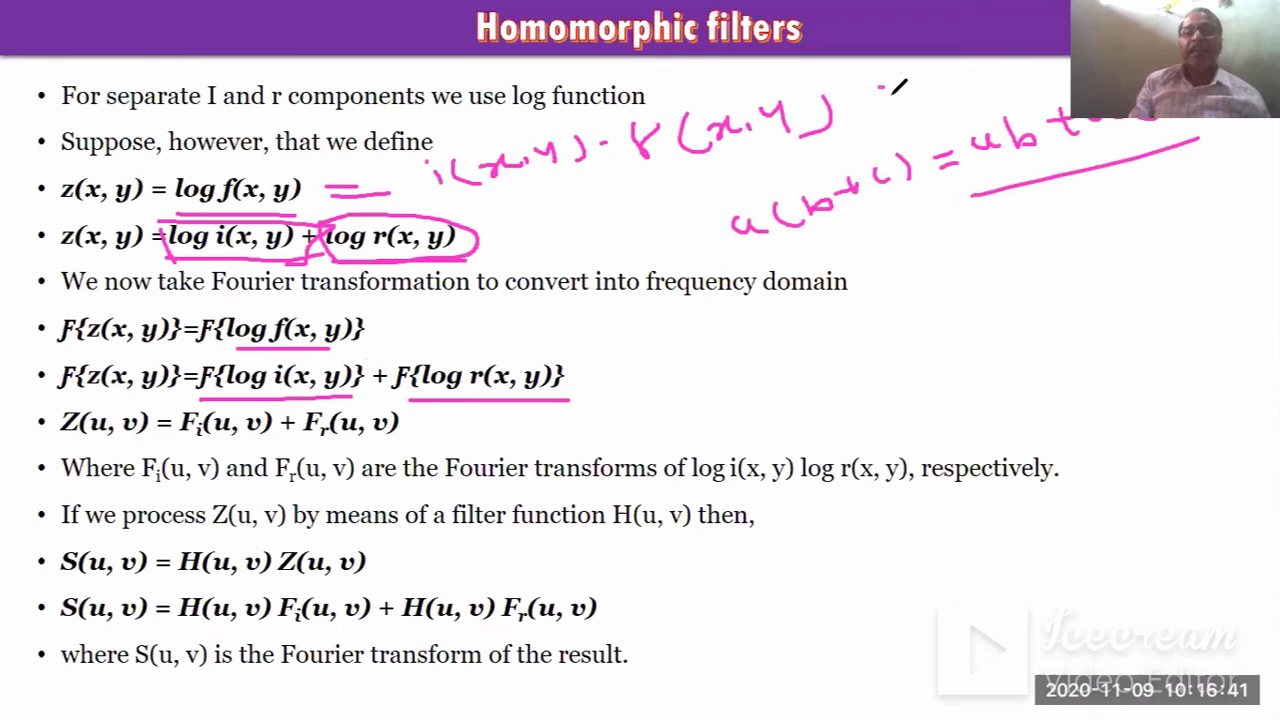 Homomorphic filters
• For separate I and r components we use log function
• Suppose, however, that we define
i(x,y) - r(x,y)
• z(x, y) = log f(x, y) =
a(b+c) = ab +
• z(x, y) =log i(x, y) + log r(x, y)
• We now take Fourier transformation to convert into frequency domain
• F{z(x, y)}=F{log f(x, y)}
• F{z(x, y)}=F{log i(x, y)} + F{log r(x, y)}
• Z(u, v) = Fi(u, v) + Fr(u, v)
• Where Fi(u, v) and Fr(u, v) are the Fourier transforms of log i(x, y) log r(x, y), respectively.
• If we process Z(u, v) by means of a filter function H(u, v) then,
• S(u, v) = H(u, v) Z(u, v)
• S(u, v) = H(u, v) Fi(u, v) + H(u, v) Fr(u, v)
• where S(u, v) is the Fourier transform of the result.
Icecream
Video Editor
2020-11-09 10:16:41